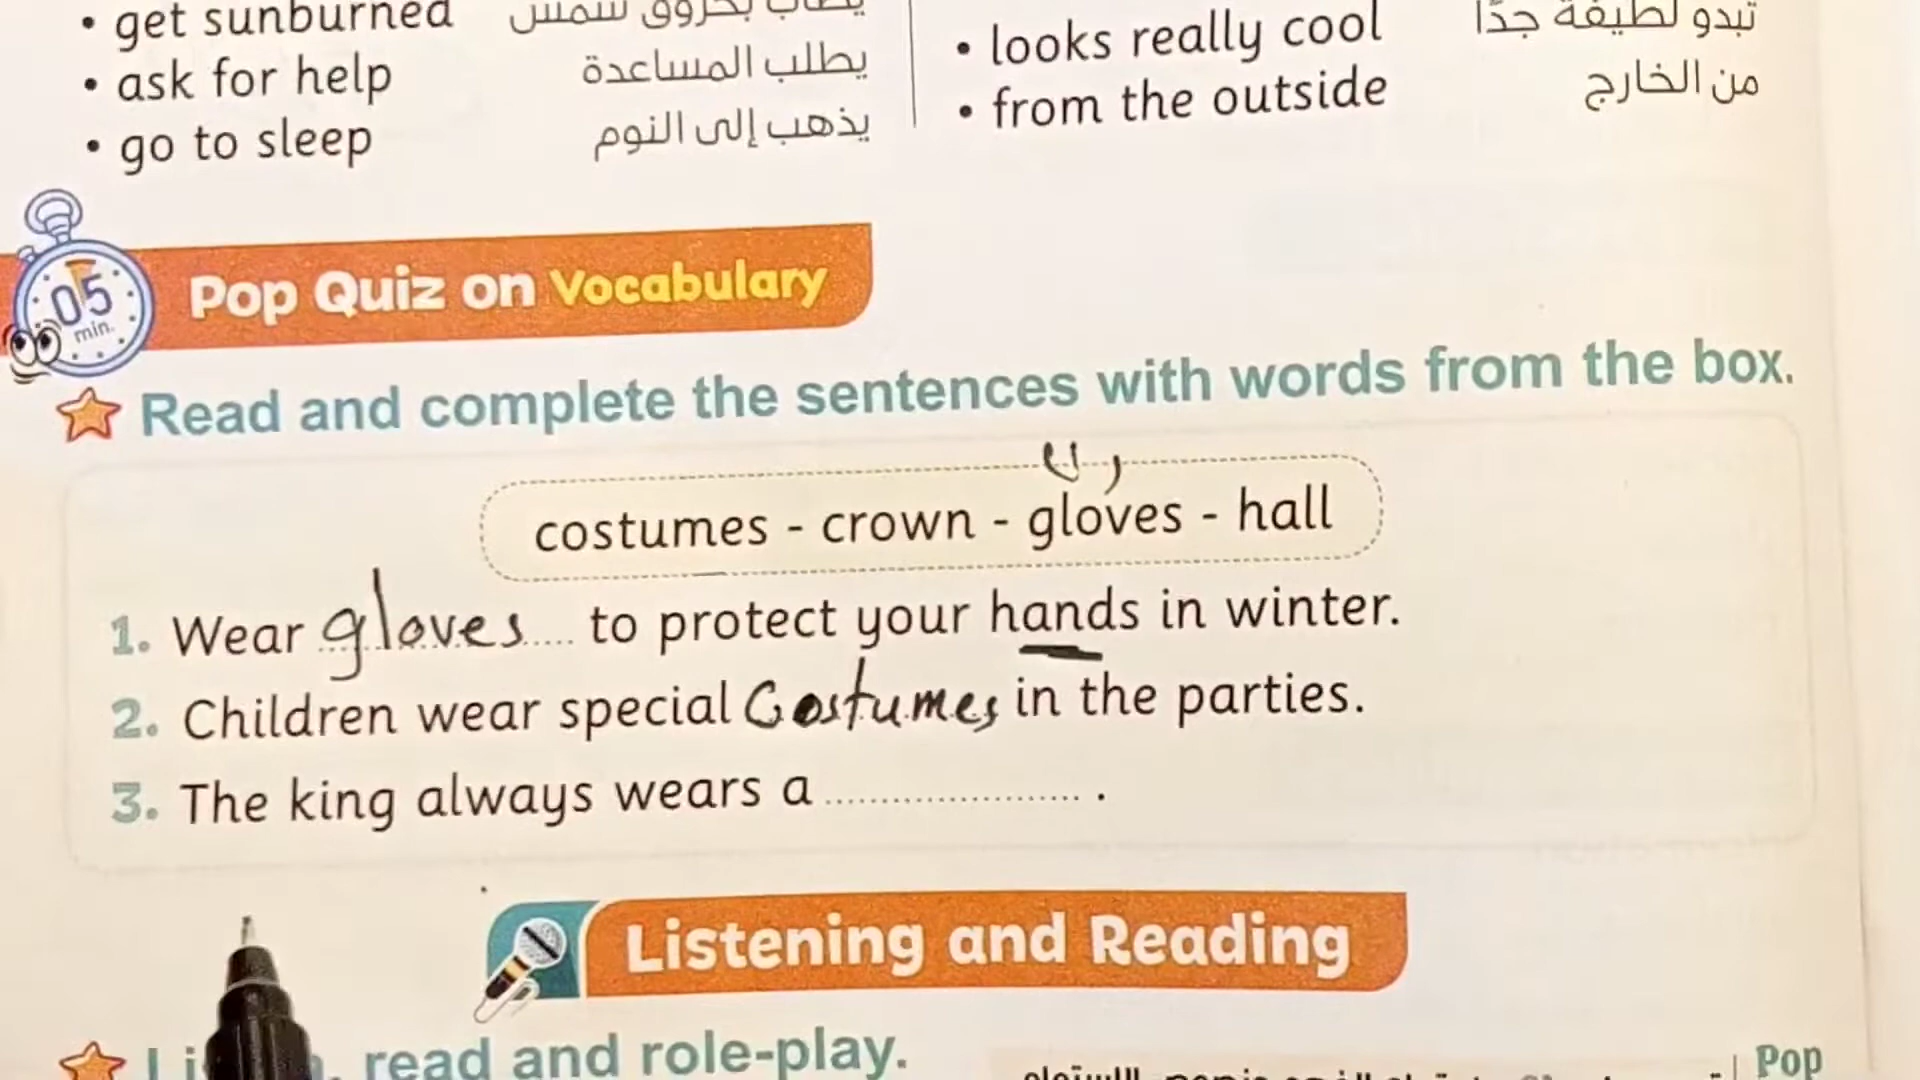 • get sunburned يصاب بحروق شمس
• ask for help يطلب المساعدة
• go to sleep يذهب إلى النوم
• looks really cool تبدو لطيفة جدًا
• from the outside من الخارج
05 min.
Pop Quiz on Vocabulary
Read and complete the sentences with words from the box.
costumes - crown - gloves - hall
1. Wear gloves to protect your hands in winter.
2. Children wear special Costumes in the parties.
3. The king always wears a .................... .
Listening and Reading
read and role-play.
Pop